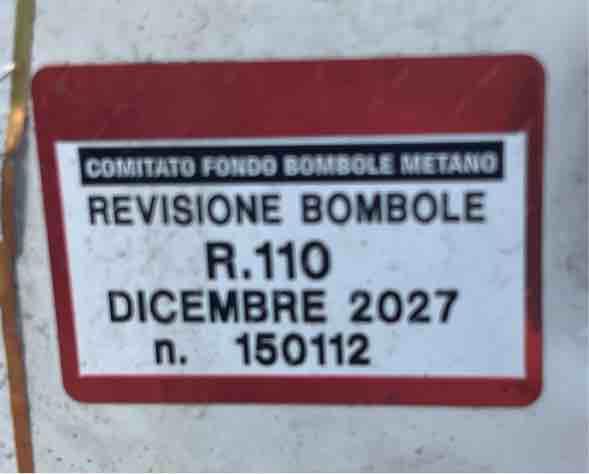 COMITATO FONDO BOMBOLE METANO
REVISIONE BOMBOLE
R.110
DICEMBRE 2027
n. 150112